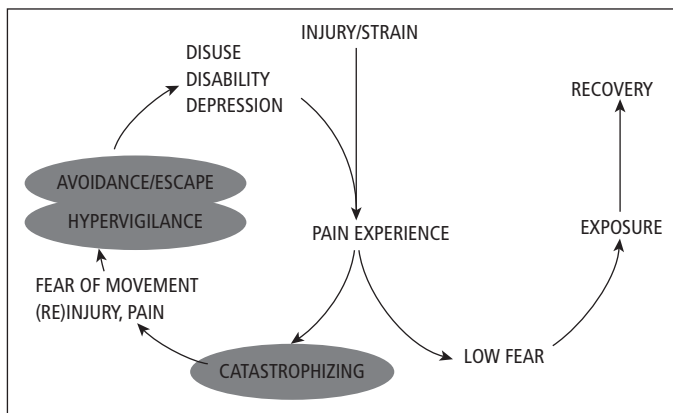 INJURY/STRAIN
DISUSE
DISABILITY
DEPRESSION
RECOVERY
AVOIDANCE/ESCAPE
HYPERVIGILANCE
PAIN EXPERIENCE
EXPOSURE
FEAR OF MOVEMENT
(RE)INJURY, PAIN
LOW FEAR
CATASTROPHIZING